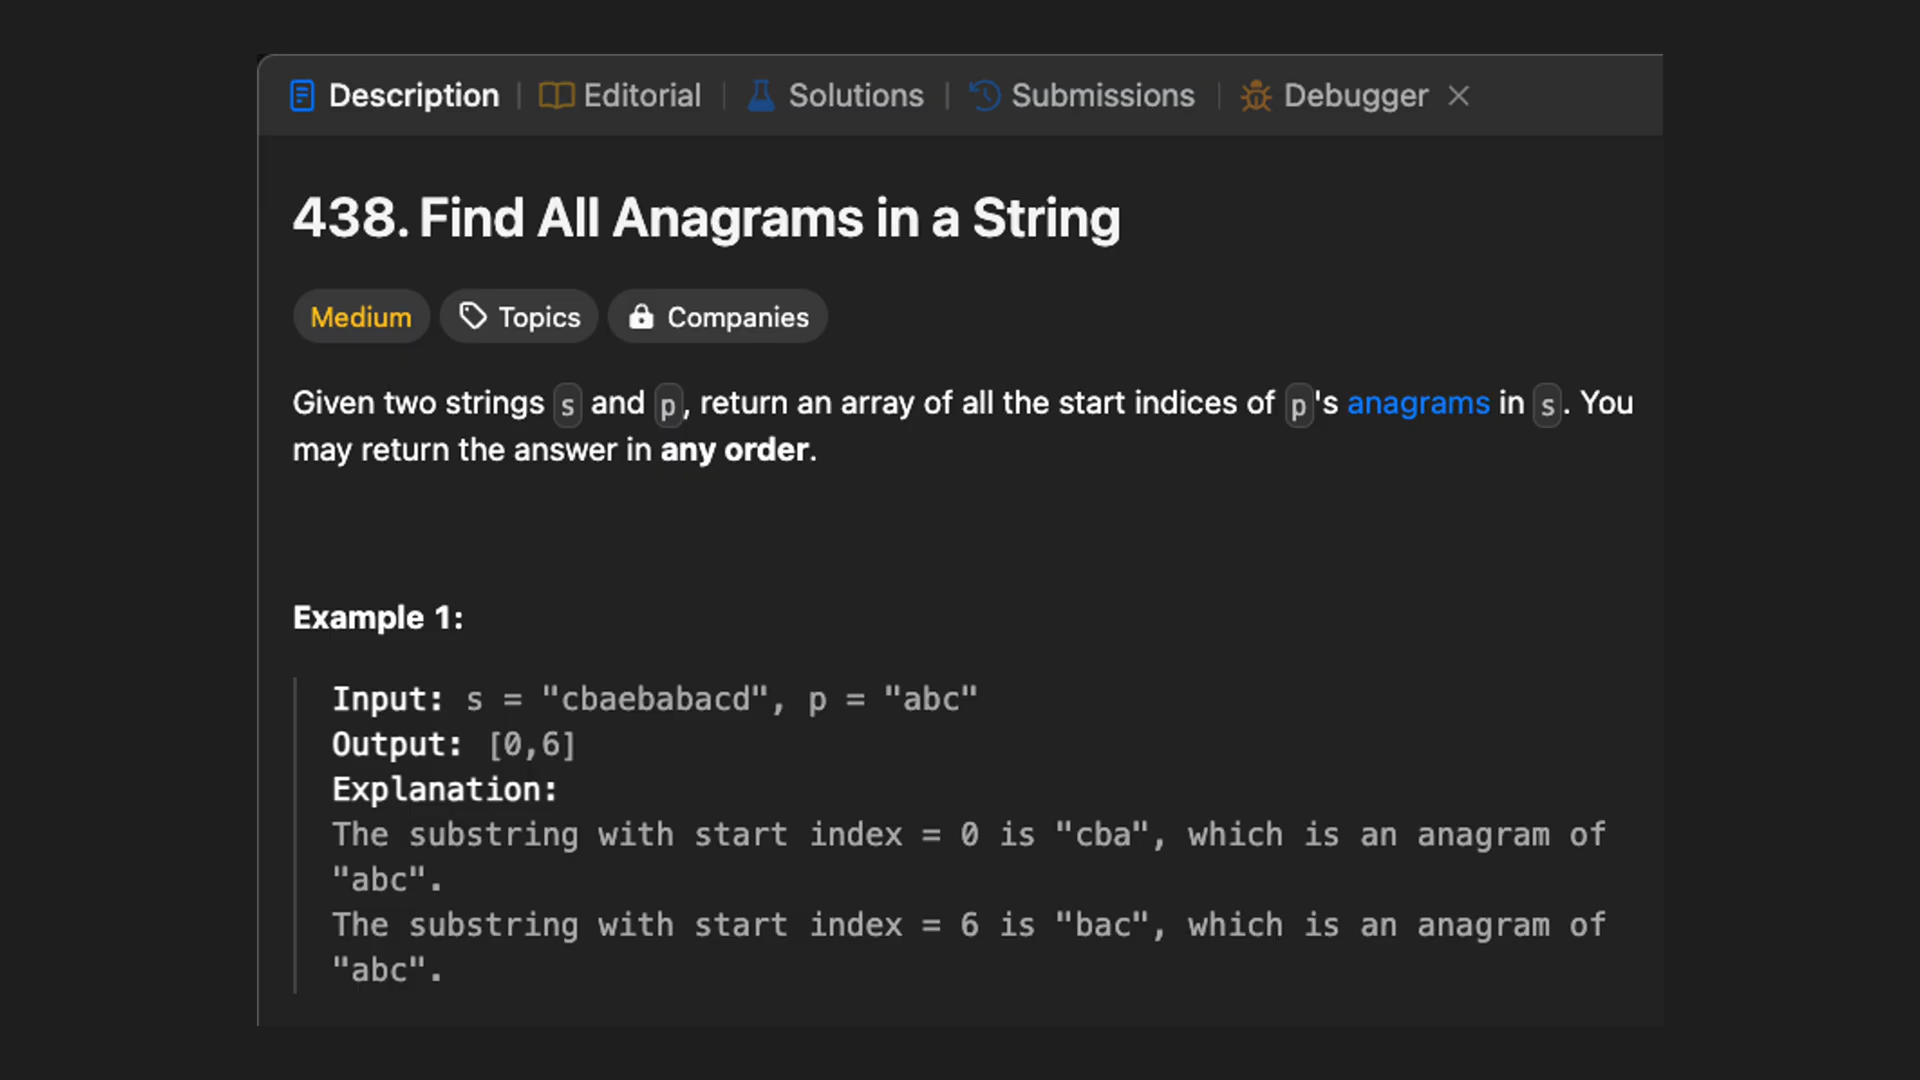 Description | Editorial | Solutions | Submissions | Debugger ×
438. Find All Anagrams in a String
Medium Topics Companies
Given two strings s and p, return an array of all the start indices of p's anagrams in s. You
may return the answer in any order.
Example 1:
Input: s = "cbaebabacd", p = "abc"
Output: [0,6]
Explanation:
The substring with start index = 0 is "cba", which is an anagram of
"abc".
The substring with start index = 6 is "bac", which is an anagram of
"abc".